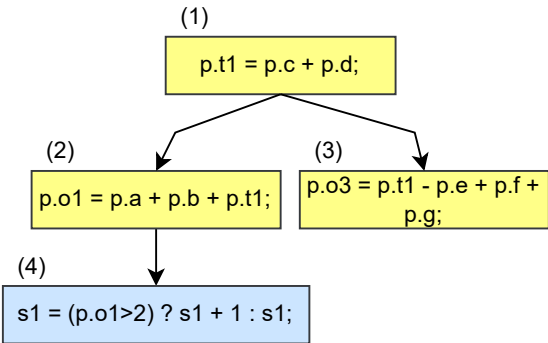 (1)
p.t1 = p.c + p.d;
(2)
(3)
p.o1 = p.a + p.b + p.t1;
p.o3 = p.t1 - p.e + p.f +
p.g;
(4)
s1 = (p.o1>2) ? s1 + 1 : s1;